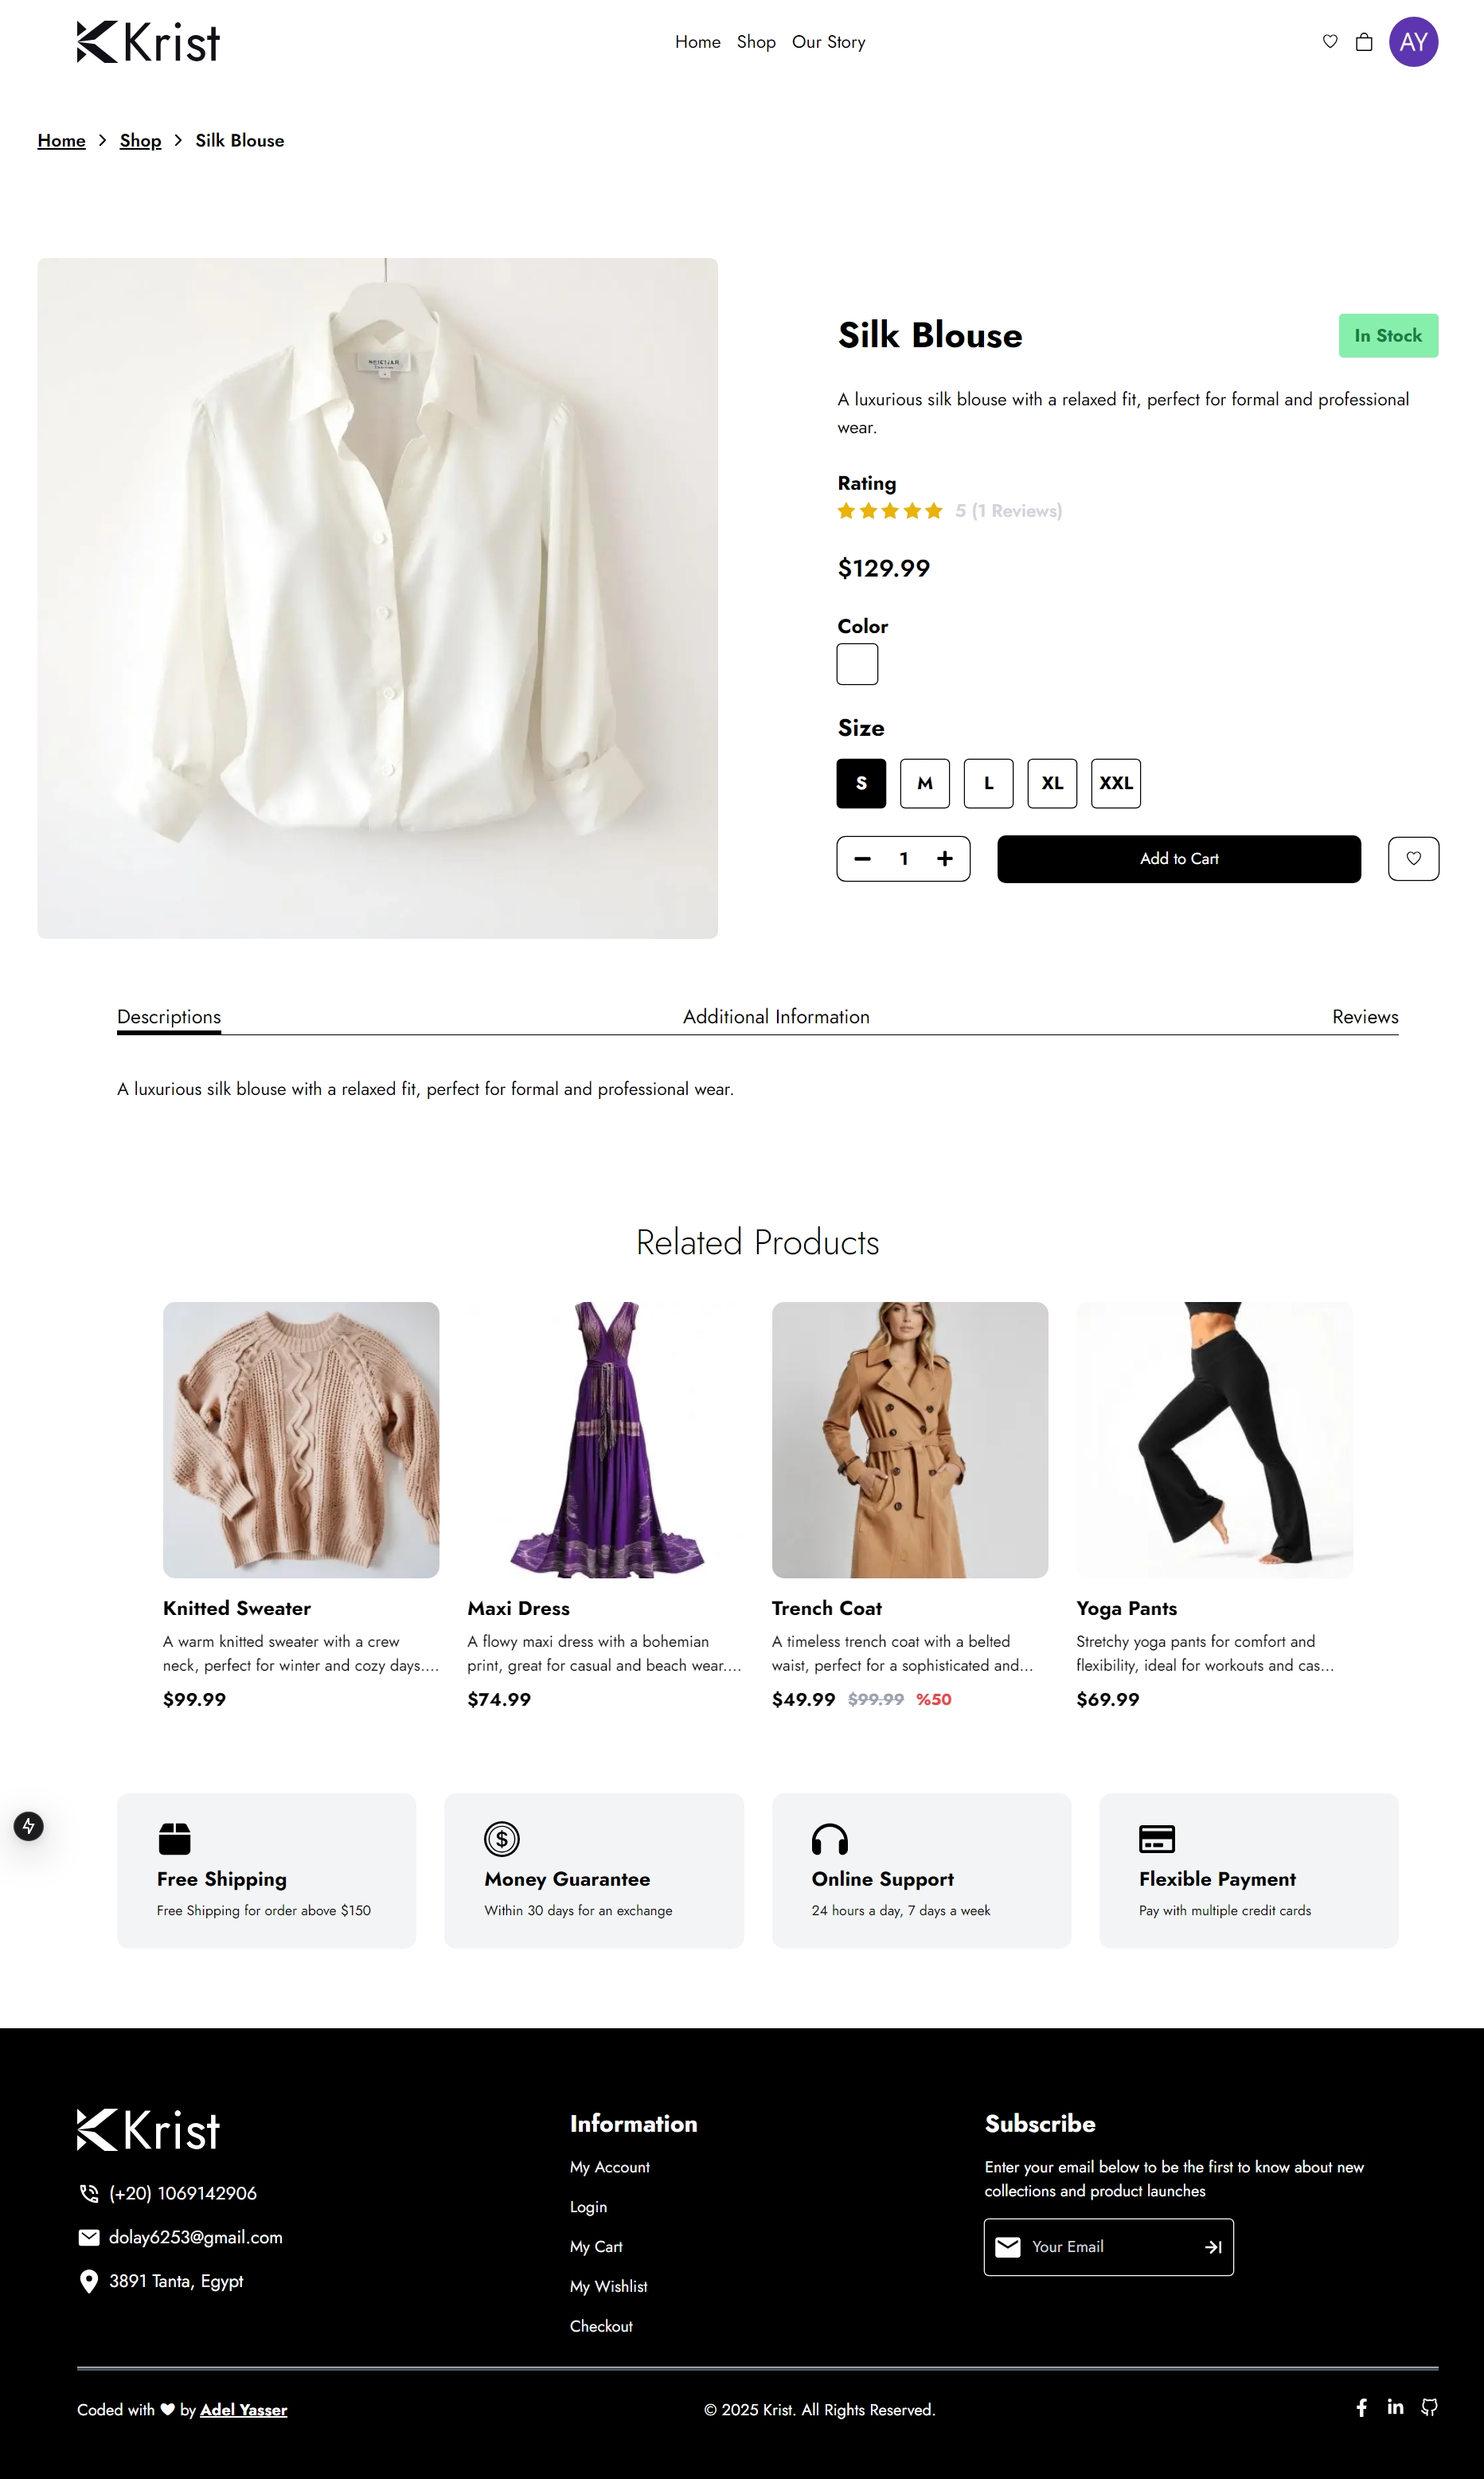 Krist
Home Shop Our Story
AY
Home > Shop > Silk Blouse
Silk Blouse
In Stock
A luxurious silk blouse with a relaxed fit, perfect for formal and professional
wear.
Rating
5 (1 Reviews)
$129.99
Color
Size
S M L XL XXL
1
Add to Cart
Descriptions
Additional Information
Reviews
A luxurious silk blouse with a relaxed fit, perfect for formal and professional wear.
Related Products
Knitted Sweater
A warm knitted sweater with a crew
neck, perfect for winter and cozy days....
$99.99
Maxi Dress
A flowy maxi dress with a bohemian
print, great for casual and beach wear....
$74.99
Trench Coat
A timeless trench coat with a belted
waist, perfect for a sophisticated and...
$49.99 $99.99 %50
Yoga Pants
Stretchy yoga pants for comfort and
flexibility, ideal for workouts and cas...
$69.99
Free Shipping
Free Shipping for order above $150
Money Guarantee
Within 30 days for an exchange
Online Support
24 hours a day, 7 days a week
Flexible Payment
Pay with multiple credit cards
Krist
(+20) 1069142906
dolay6253@gmail.com
3891 Tanta, Egypt
Information
My Account
Login
My Cart
My Wishlist
Checkout
Subscribe
Enter your email below to be the first to know about new
collections and product launches
Your Email
Coded with ♥ by Adel Yasser
© 2025 Krist. All Rights Reserved.